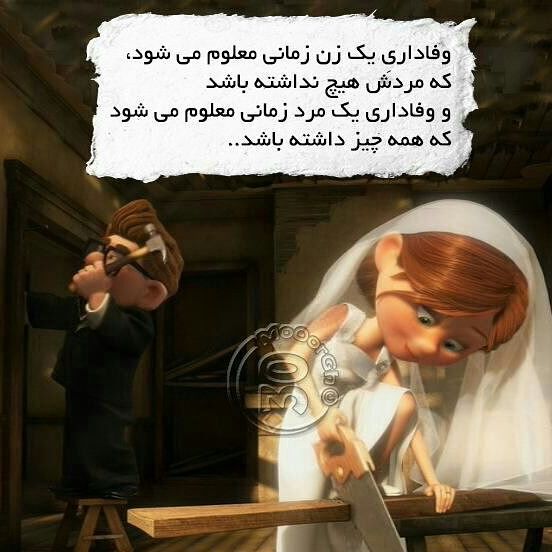 وفاداری یک زن زمانی معلوم می شود،
که مردش هیچ نداشته باشد
و وفاداری یک مرد زمانی معلوم می شود
که همه چیز داشته باشد..
30